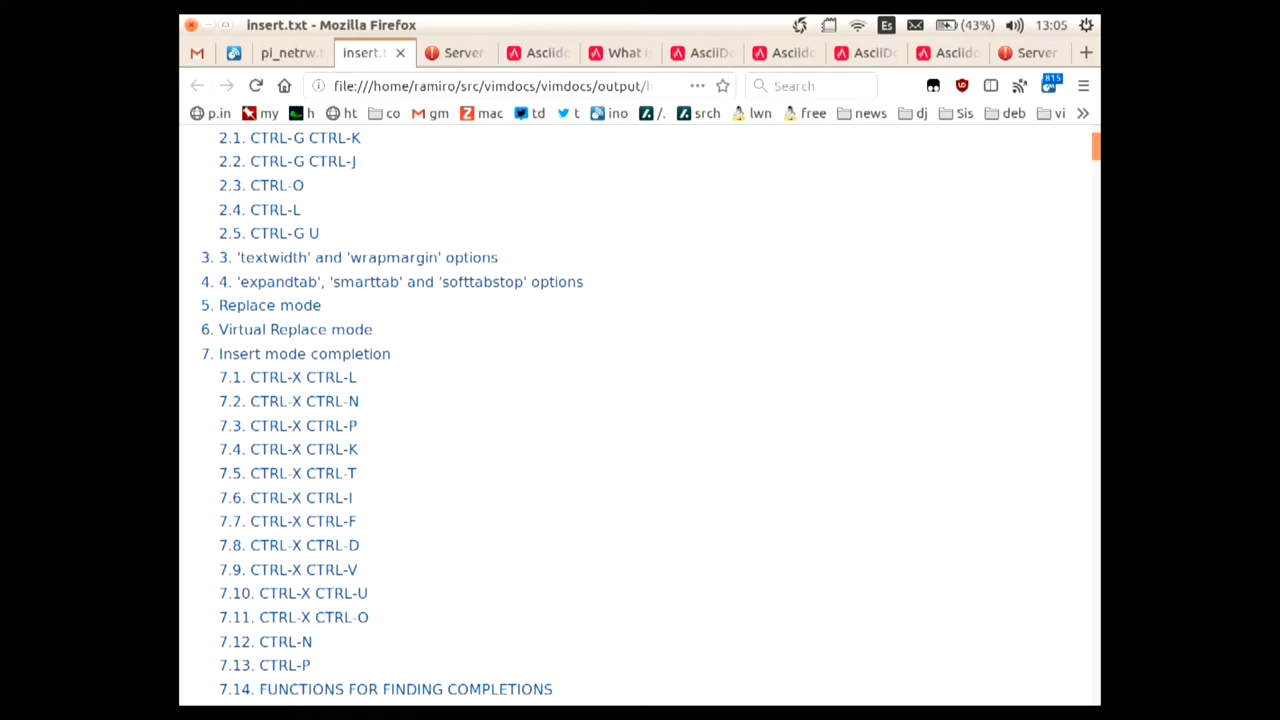 insert.txt - Mozilla Firefox Es (43%) 13:05
pi_netrw. insert.t Server Asciid What AsciiD Asciid AsciiD Asciid Server
file:///home/ramiro/src/vimdocs/vimdocs/output/h Search 815
p.in my h ht co gm mac td t ino /. srch lwn free news dj Sis deb vi
2.1. CTRL-G CTRL-K
2.2. CTRL-G CTRL-J
2.3. CTRL-O
2.4. CTRL-L
2.5. CTRL-G U
3. 3. 'textwidth' and 'wrapmargin' options
4. 4. 'expandtab', 'smarttab' and 'softtabstop' options
5. Replace mode
6. Virtual Replace mode
7. Insert mode completion
7.1. CTRL-X CTRL-L
7.2. CTRL-X CTRL-N
7.3. CTRL-X CTRL-P
7.4. CTRL-X CTRL-K
7.5. CTRL-X CTRL-T
7.6. CTRL-X CTRL-I
7.7. CTRL-X CTRL-F
7.8. CTRL-X CTRL-D
7.9. CTRL-X CTRL-V
7.10. CTRL-X CTRL-U
7.11. CTRL-X CTRL-O
7.12. CTRL-N
7.13. CTRL-P
7.14. FUNCTIONS FOR FINDING COMPLETIONS